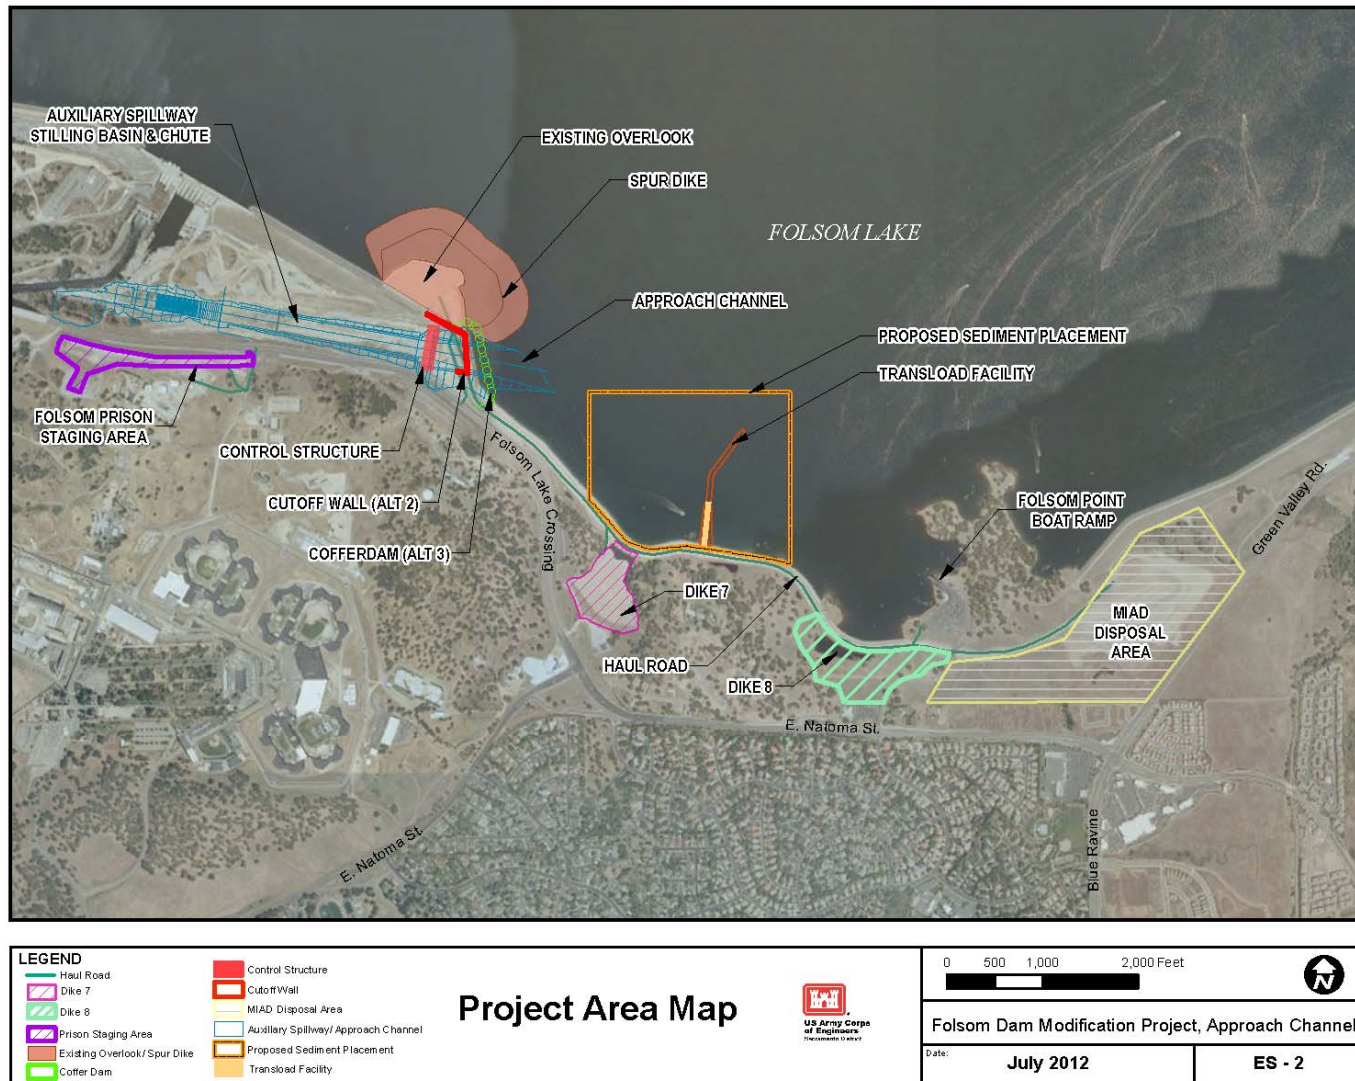 AUXILIARY SPILLWAY
STILLING BASIN & CHUTE
EXISTING OVERLOOK
SPUR DIKE
FOLSOM LAKE
APPROACH CHANNEL
PROPOSED SEDIMENT PLACEMENT
TRANSLOAD FACILITY
FOLSOM PRISON
STAGING AREA
CONTROL STRUCTURE
CUTOFF WALL (ALT 2)
COFFERDAM (ALT 3)
Folsom Lake Crossing
FOLSOM POINT
BOAT RAMP
Green Valley Rd.
DIKE 7
HAUL ROAD
DIKE 8
MIAD
DISPOSAL
AREA
E. Natoma St.
E. Natoma St.
Blue Ravine
LEGEND
Haul Road
Dike 7
Dike 8
Prison Staging Area
Existing Overlook/ Spur Dike
Coffer Dam
Control Structure
Cutoff Wall
MIAD Disposal Area
Auxillary Spillway/ Approach Channel
Proposed Sediment Placement
Transload Facility
Project Area Map
US Army Corps
of Engineers
Sacramento District
0 500 1,000 2,000 Feet
N
Folsom Dam Modification Project, Approach Channel
Date:
July 2012
ES - 2